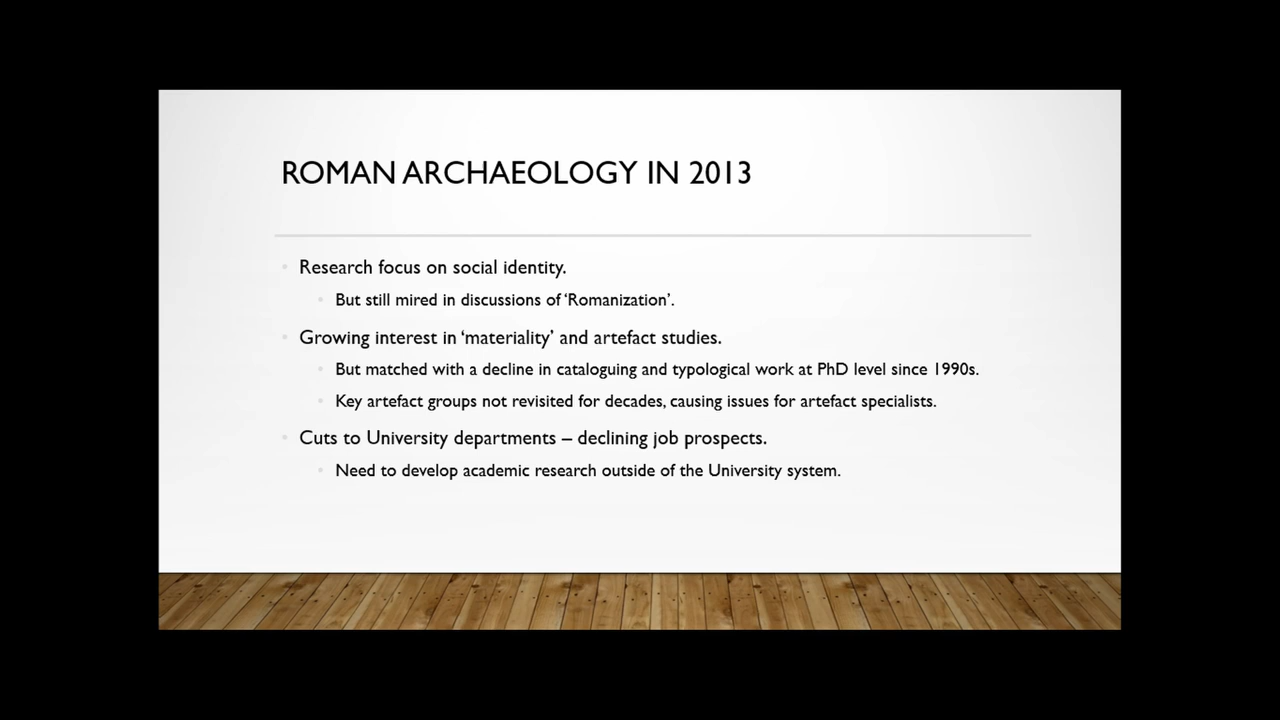 ROMAN ARCHAEOLOGY IN 2013
Research focus on social identity.
But still mired in discussions of ‘Romanization’.
Growing interest in ‘materiality’ and artefact studies.
But matched with a decline in cataloguing and typological work at PhD level since 1990s.
Key artefact groups not revisited for decades, causing issues for artefact specialists.
Cuts to University departments – declining job prospects.
Need to develop academic research outside of the University system.